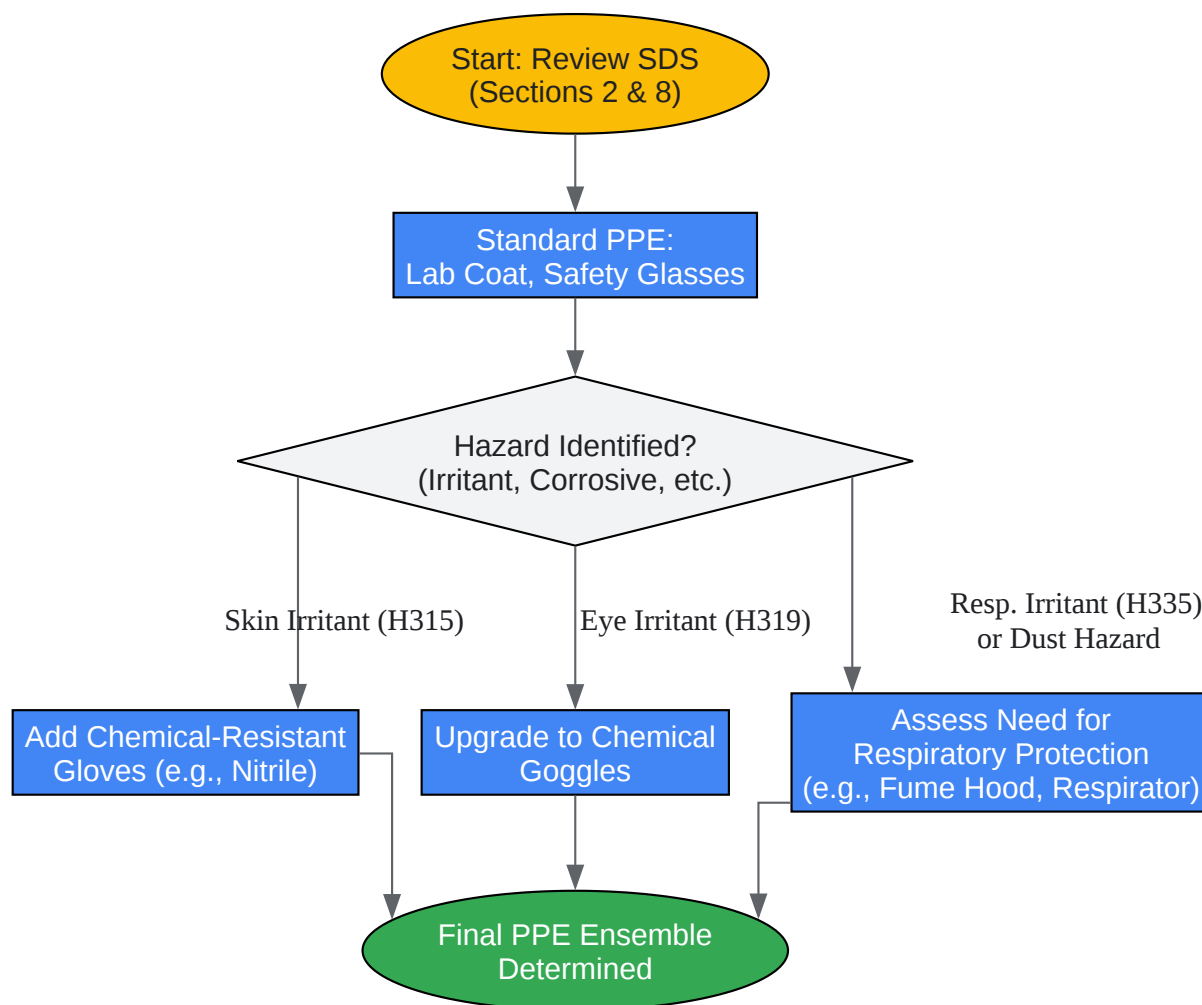 Start: Review SDS
(Sections 2 & 8)
Standard PPE:
Lab Coat, Safety Glasses
Hazard Identified?
(Irritant, Corrosive, etc.)
Skin Irritant (H315)
Eye Irritant (H319)
Resp. Irritant (H335)
or Dust Hazard
Add Chemical-Resistant
Gloves (e.g., Nitrile)
Upgrade to Chemical
Goggles
Assess Need for
Respiratory Protection
(e.g., Fume Hood, Respirator)
Final PPE Ensemble
Determined